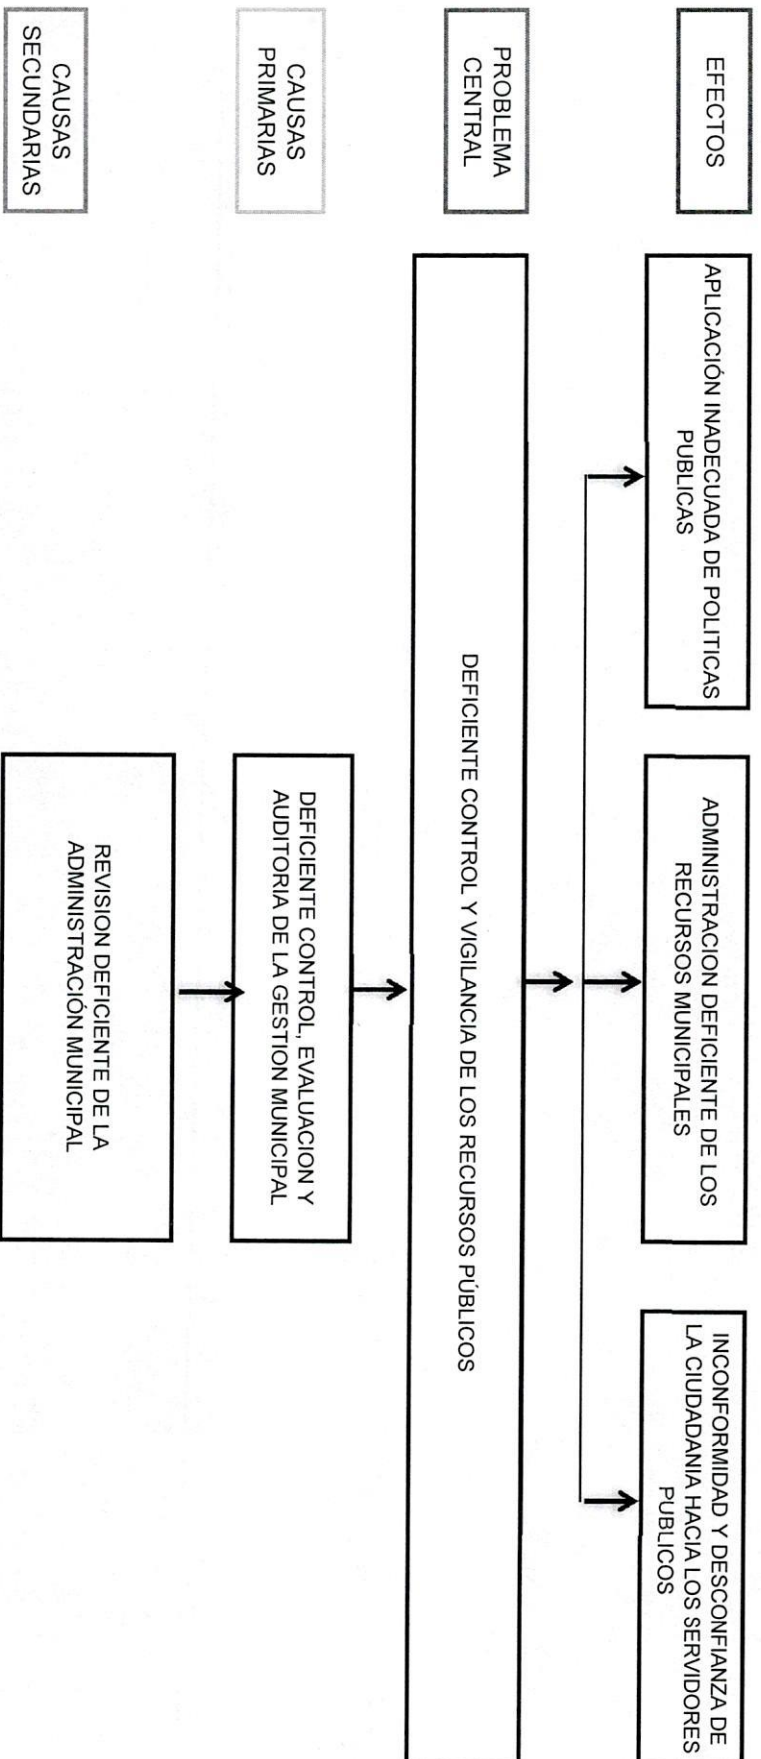 EFECTOS
APLICACIÓN INADECUADA DE POLITICAS
PUBLICAS
ADMINISTRACION DEFICIENTE DE LOS
RECURSOS MUNICIPALES
INCONFORMIDAD Y DESCONFIANZA DE
LA CIUDADANIA HACIA LOS SERVIDORES
PUBLICOS
PROBLEMA
CENTRAL
DEFICIENTE CONTROL Y VIGILANCIA DE LOS RECURSOS PÚBLICOS
CAUSAS
PRIMARIAS
DEFICIENTE CONTROL, EVALUACION Y
AUDITORIA DE LA GESTION MUNICIPAL
CAUSAS
SECUNDARIAS
REVISION DEFICIENTE DE LA
ADMINISTRACIÓN MUNICIPAL